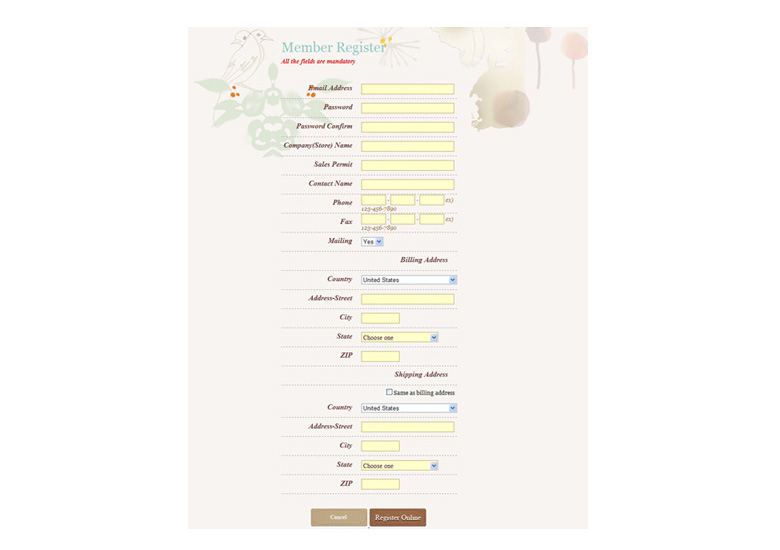 Member Register
All the fields are mandatory
Email Address
Password
Password Confirm
Company(Store) Name
Sales Permit
Contact Name
Phone - - ex)
123-456-7890
Fax - - ex)
123-456-7890
Mailing Yes
Billing Address
Country United States
Address-Street
City
State Choose one
ZIP
Shipping Address
Same as billing address
Country United States
Address-Street
City
State Choose one
ZIP
Cancel Register Online